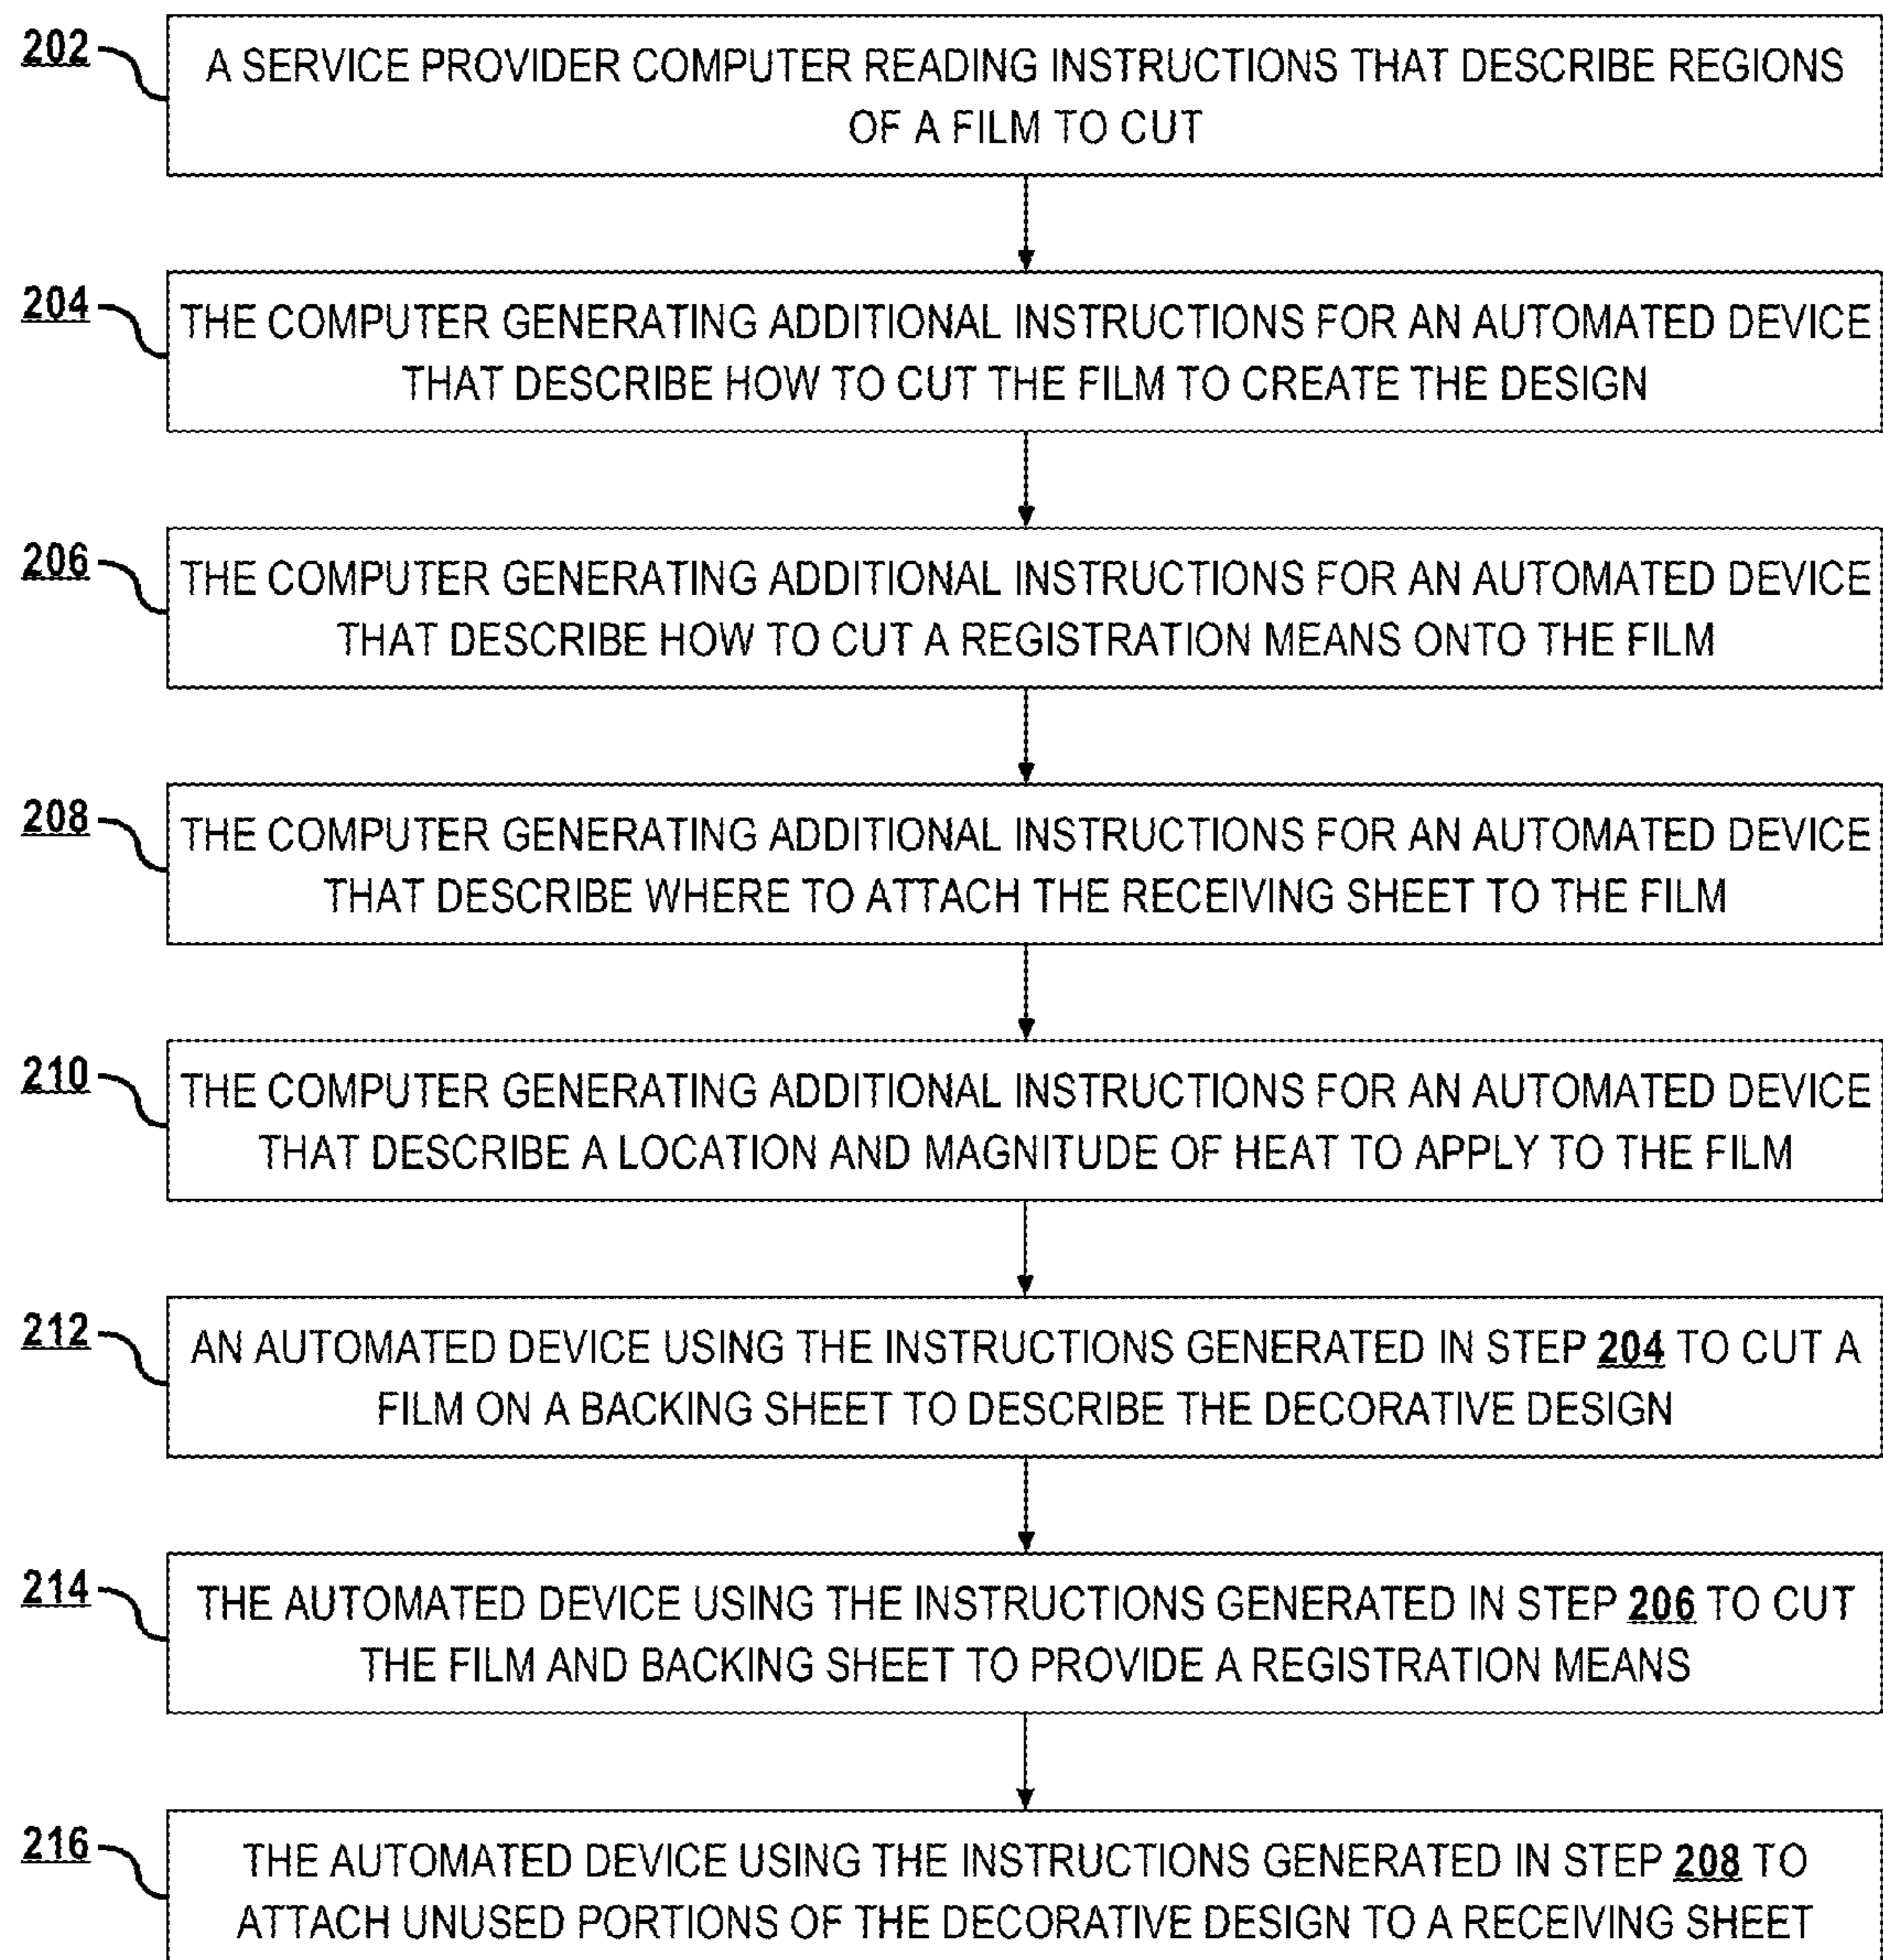 202
A SERVICE PROVIDER COMPUTER READING INSTRUCTIONS THAT DESCRIBE REGIONS
OF A FILM TO CUT
204
THE COMPUTER GENERATING ADDITIONAL INSTRUCTIONS FOR AN AUTOMATED DEVICE
THAT DESCRIBE HOW TO CUT THE FILM TO CREATE THE DESIGN
206
THE COMPUTER GENERATING ADDITIONAL INSTRUCTIONS FOR AN AUTOMATED DEVICE
THAT DESCRIBE HOW TO CUT A REGISTRATION MEANS ONTO THE FILM
208
THE COMPUTER GENERATING ADDITIONAL INSTRUCTIONS FOR AN AUTOMATED DEVICE
THAT DESCRIBE WHERE TO ATTACH THE RECEIVING SHEET TO THE FILM
210
THE COMPUTER GENERATING ADDITIONAL INSTRUCTIONS FOR AN AUTOMATED DEVICE
THAT DESCRIBE A LOCATION AND MAGNITUDE OF HEAT TO APPLY TO THE FILM
212
AN AUTOMATED DEVICE USING THE INSTRUCTIONS GENERATED IN STEP 204 TO CUT A
FILM ON A BACKING SHEET TO DESCRIBE THE DECORATIVE DESIGN
214
THE AUTOMATED DEVICE USING THE INSTRUCTIONS GENERATED IN STEP 206 TO CUT
THE FILM AND BACKING SHEET TO PROVIDE A REGISTRATION MEANS
216
THE AUTOMATED DEVICE USING THE INSTRUCTIONS GENERATED IN STEP 208 TO
ATTACH UNUSED PORTIONS OF THE DECORATIVE DESIGN TO A RECEIVING SHEET